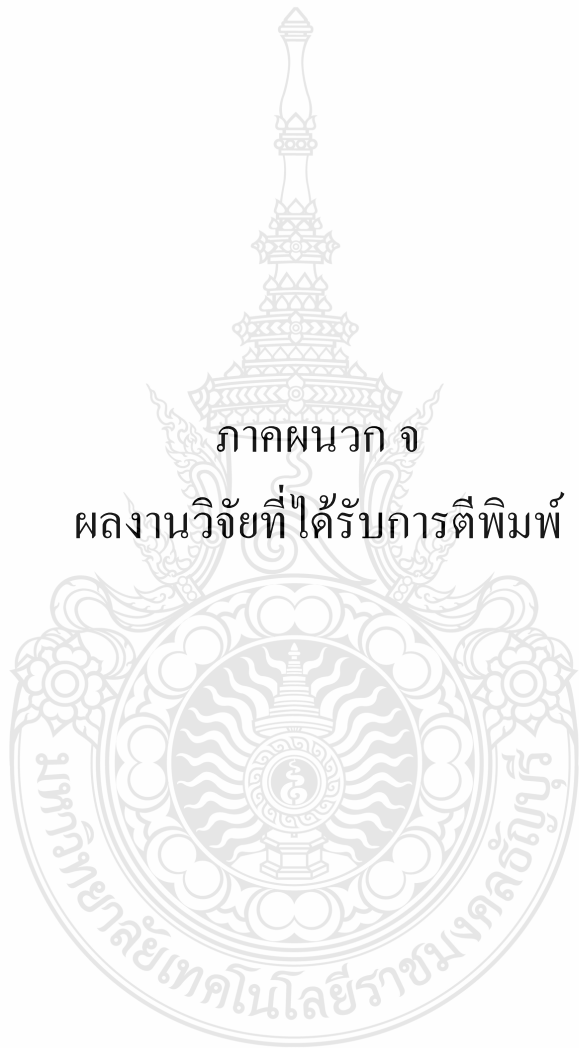 ภาคผนวก จ
ผลงานวิจัยที่ได้รับการตีพิมพ์
มหาวิทยาลัยเทคโนโลยีราชมงคลธัญบุรี